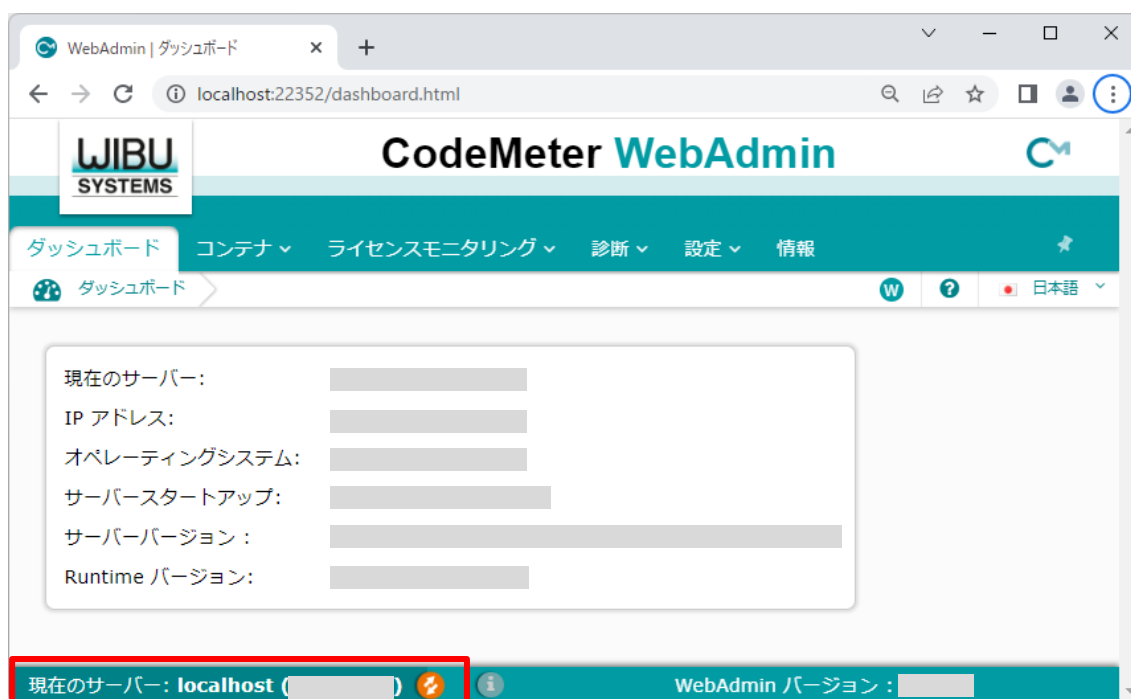 WebAdmin | ダッシュボード
localhost:22352/dashboard.html
WIBU
SYSTEMS
CodeMeter WebAdmin
CM
ダッシュボード コンテナ ライセンスモニタリング 診断 設定 情報
ダッシュボード W ? 日本語
現在のサーバー:
IP アドレス:
オペレーティングシステム:
サーバースタートアップ:
サーバーバージョン :
Runtime バージョン:
現在のサーバー: localhost ( ) i WebAdmin バージョン :